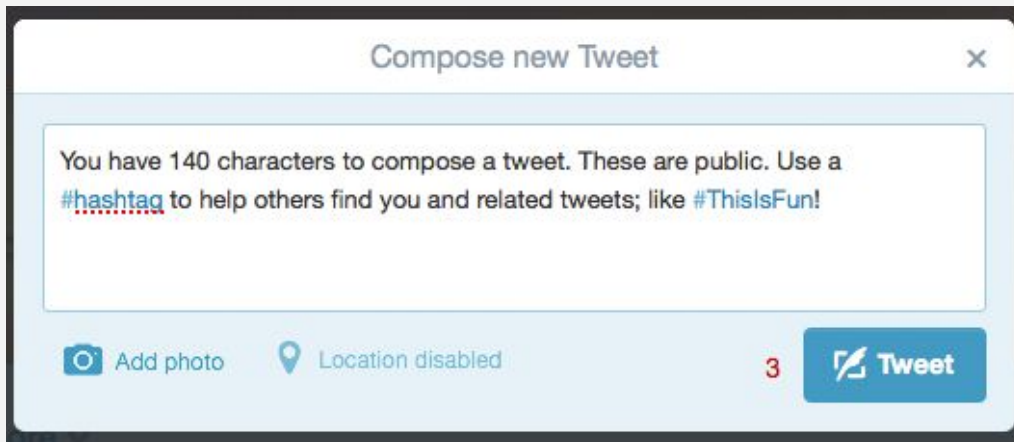 Compose new Tweet
×
You have 140 characters to compose a tweet. These are public. Use a
#hashtag to help others find you and related tweets; like #ThisIsFun!
Add photo
Location disabled
3
Tweet